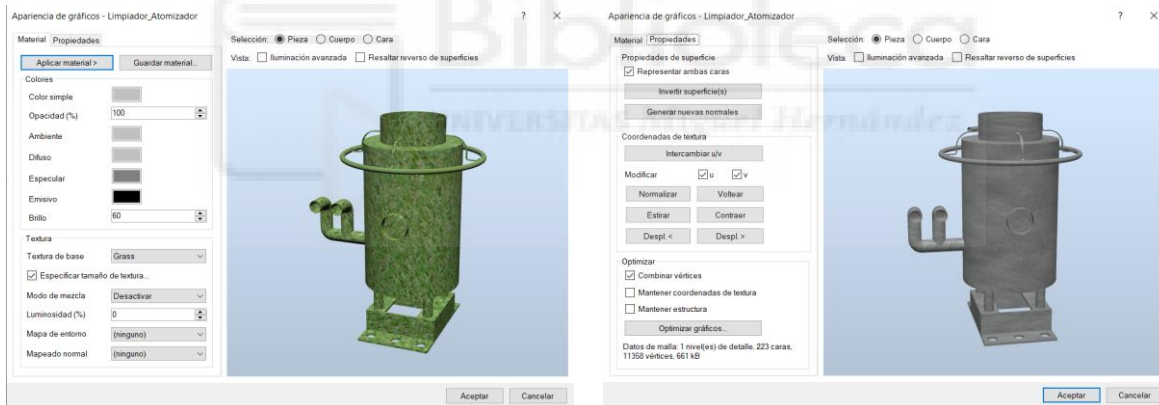 Apariencia de gráficos - Limpiador_Atomizador ? ×
Material Propiedades
Selección: Pieza Cuerpo Cara
Aplicar material > Guardar material...
Vista: Iluminación avanzada Resaltar reverso de superficies
Colores
Color simple
Opacidad (%) 100
Ambiente
Difuso
Especular
Emisivo
Brillo 60
Textura
Textura de base Grass
Especificar tamaño de textura...
Modo de mezcla Desactivar
Luminosidad (%) 0
Mapa de entorno (ninguno)
Mapeado normal (ninguno)
Aceptar Cancelar
Apariencia de gráficos - Limpiador_Atomizador ? ×
Material Propiedades
Selección: Pieza Cuerpo Cara
Vista: Iluminación avanzada Resaltar reverso de superficies
Propiedades de superficie
Representar ambas caras
Invertir superficie(s)
Generar nuevas normales
Coordenadas de textura
Intercambiar u/v
Modificar u v
Normalizar Voltear
Estirar Contraer
Despl. < Despl. >
Optimizar
Combinar vértices
Mantener coordenadas de textura
Mantener estructura
Optimizar gráficos...
Datos de malla: 1 nivel(es) de detalle, 223 caras,
11358 vértices, 661 kB
Aceptar Cancelar
Biblioteca
UNIVERSITAS Miguel Hernández